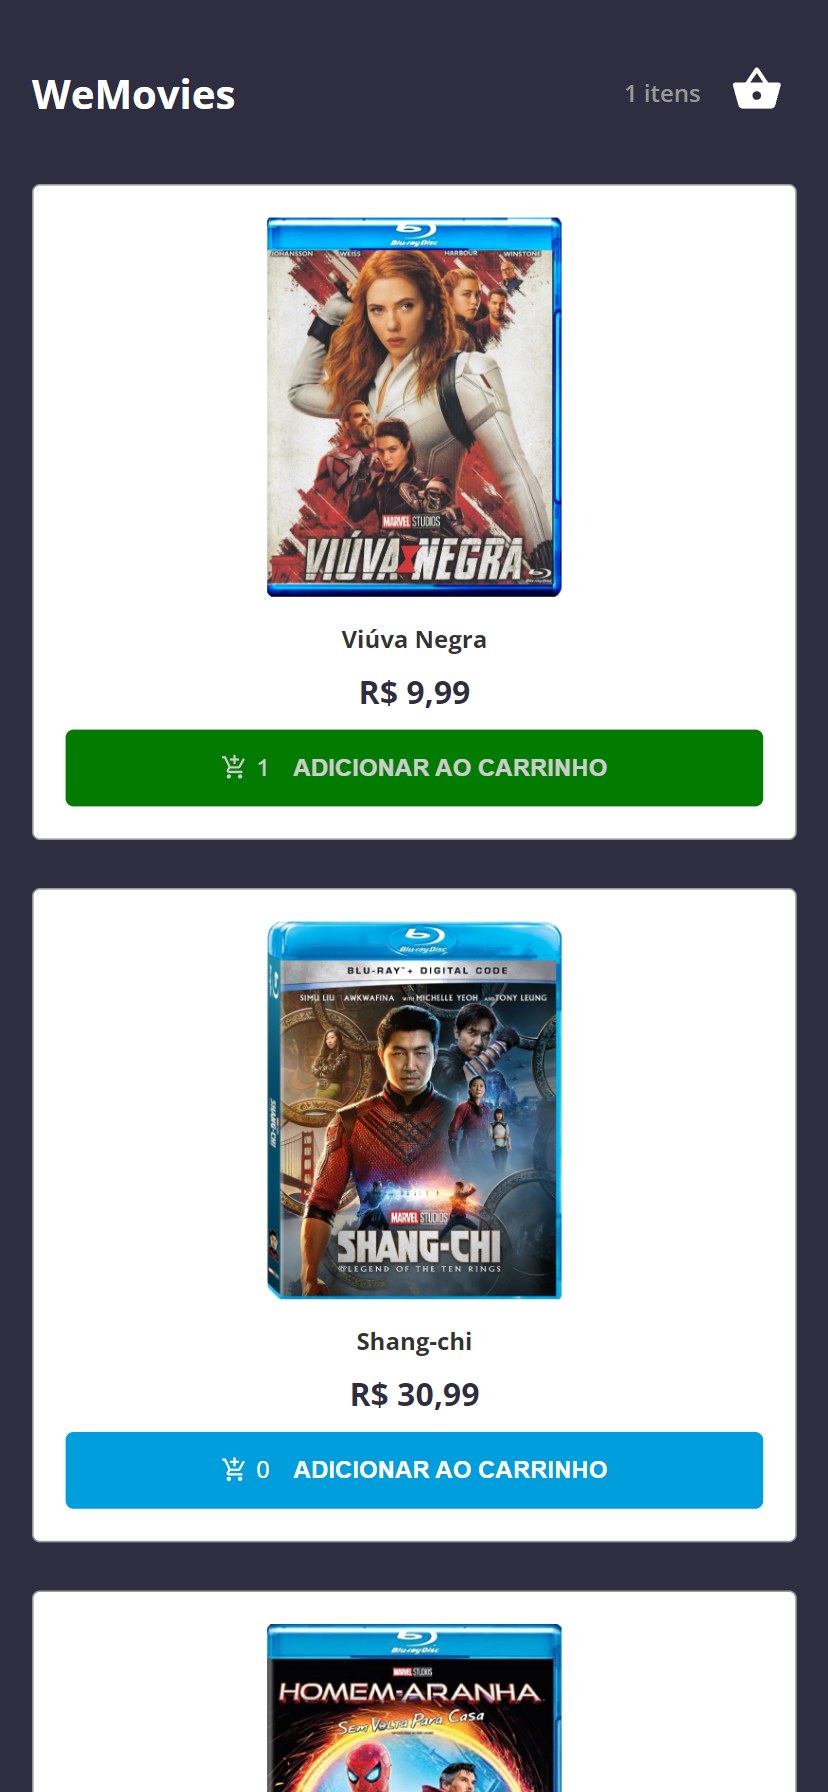 WeMovies
1 itens
Blu-ray Disc
JOHANSSON WEISS HARBOUR WINSTONE
MARVEL STUDIOS
VIÚVA NEGRA
Viúva Negra
R$ 9,99
1 ADICIONAR AO CARRINHO
Blu-ray Disc
BLU-RAY™ + DIGITAL CODE
SIMU LIU AWKWAFINA WITH MICHELLE YEOH AND TONY LEUNG
SHANG-CHI
MARVEL STUDIOS
SHANG-CHI
AND THE LEGEND OF THE TEN RINGS
Shang-chi
R$ 30,99
0 ADICIONAR AO CARRINHO
Blu-ray Disc
MARVEL STUDIOS
HOMEM-ARANHA
SEM VOLTA PARA CASA